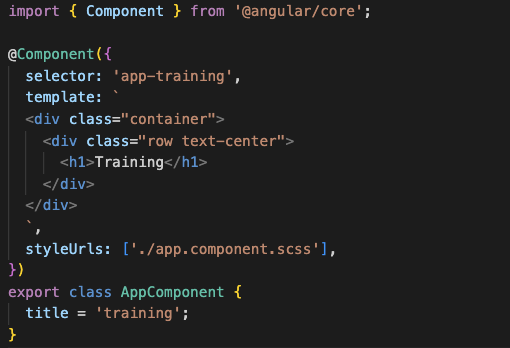 import { Component } from '@angular/core';

@Component({
  selector: 'app-training',
  template: `
  <div class="container">
    <div class="row text-center">
      <h1>Training</h1>
    </div>
  </div>
  `,
  styleUrls: ['./app.component.scss'],
})
export class AppComponent {
  title = 'training';
}